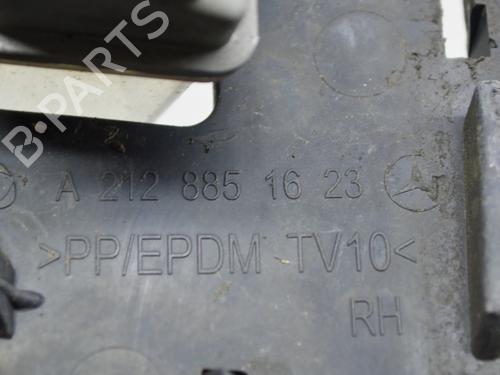 B-PARTS
A 212 885 16 23
>PP/EPDM TV10<
RH